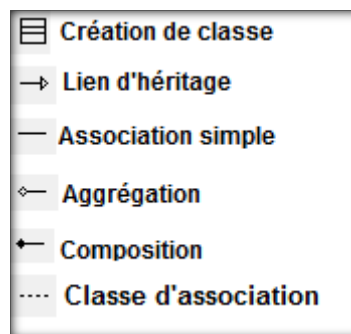 Création de classe
Lien d'héritage
Association simple
Aggrégation
Composition
Classe d'association